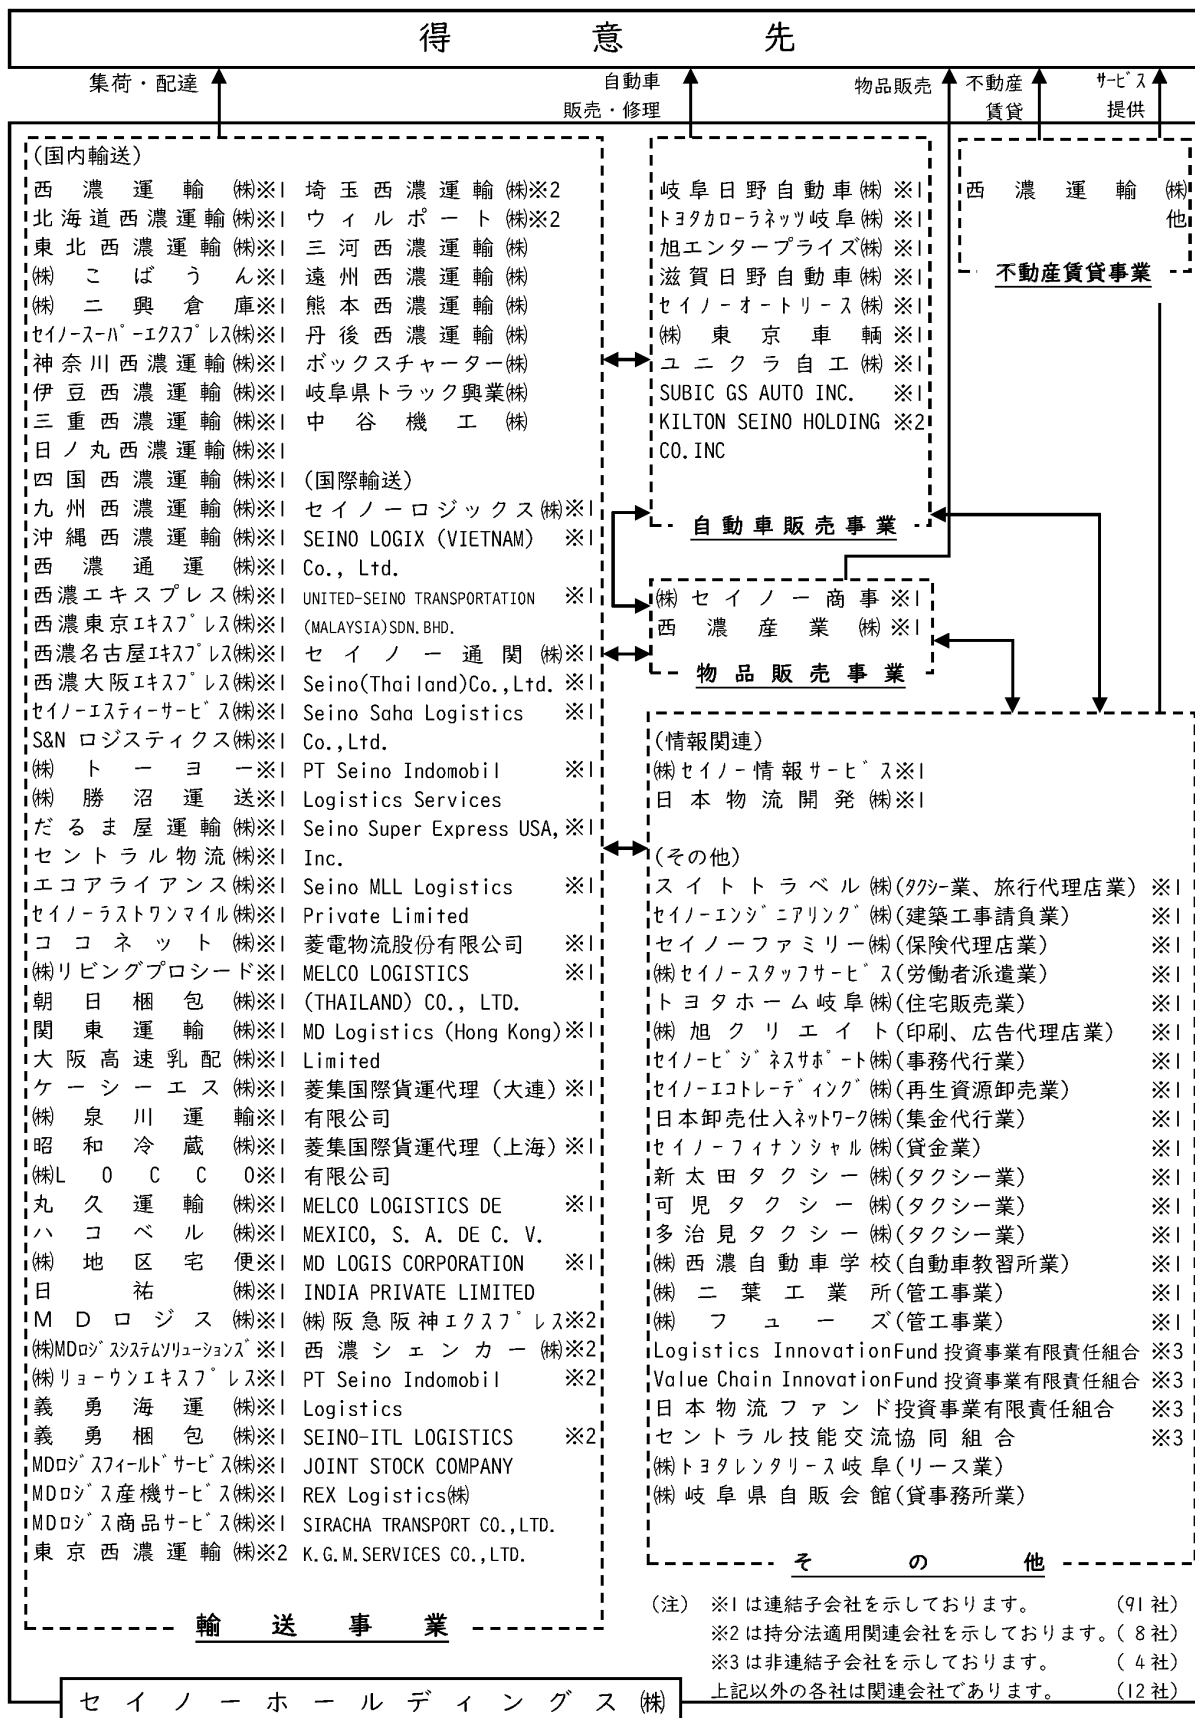 得意先
集荷・配達
自動車
販売・修理
物品販売
不動産
賃貸
サービス
提供
(国内輸送)
西濃運輸㈱※1
北海道西濃運輸㈱※1
東北西濃運輸㈱※1
㈱こばうん※1
㈱二興倉庫※1
セイノースーパーエクスプレス㈱※1
神奈川西濃運輸㈱※1
伊豆西濃運輸㈱※1
三重西濃運輸㈱※1
日ノ丸西濃運輸㈱※1
四国西濃運輸㈱※1
九州西濃運輸㈱※1
沖縄西濃運輸㈱※1
西濃通運㈱※1
西濃エキスプレス㈱※1
西濃東京エキスプレス㈱※1
西濃名古屋エキスプレス㈱※1
西濃大阪エキスプレス㈱※1
セイノーエスティーサービス㈱※1
S&N ロジスティクス㈱※1
㈱トーヨー※1
㈱勝沼運送※1
だるま屋運輸㈱※1
セントラル物流㈱※1
エコアライアンス㈱※1
セイノーラストワンマイル㈱※1
ココネット㈱※1
㈱リビングプロシード※1
朝日梱包㈱※1
関東運輸㈱※1
大阪高速乳配㈱※1
ケーシーエス㈱※1
㈱泉川運輸※1
昭和冷蔵㈱※1
㈱LOCCO※1
丸久運輸㈱※1
ハコベル㈱※1
㈱地区宅便※1
日祐㈱※1
MDロジス㈱※1
㈱MDロジスシステムソリューションズ※1
㈱リョーウンエキスプレス※1
義勇海運㈱※1
義勇梱包㈱※1
MDロジスフィールドサービス㈱※1
MDロジス産機サービス㈱※1
MDロジス商品サービス㈱※1
東京西濃運輸㈱※2
埼玉西濃運輸㈱※2
ウィルポート㈱※2
三河西濃運輸㈱
遠州西濃運輸㈱
熊本西濃運輸㈱
丹後西濃運輸㈱
ボックスチャーター㈱
岐阜県トラック興業㈱
中谷機工㈱
(国際輸送)
セイノーロジックス㈱※1
SEINO LOGIX (VIETNAM) ※1
Co., Ltd.
UNITED-SEINO TRANSPORTATION ※1
(MALAYSIA)SDN.BHD.
セイノー通関㈱※1
Seino(Thailand)Co.,Ltd. ※1
Seino Saha Logistics ※1
Co.,Ltd.
PT Seino Indomobil ※1
Logistics Services
Seino Super Express USA, ※1
Inc.
Seino MLL Logistics ※1
Private Limited
菱電物流股份有限公司 ※1
MELCO LOGISTICS ※1
(THAILAND) CO., LTD.
MD Logistics (Hong Kong)※1
Limited
菱集国際貨運代理（大連）※1
有限公司
菱集国際貨運代理（上海）※1
有限公司
MELCO LOGISTICS DE ※1
MEXICO, S. A. DE C. V.
MD LOGIS CORPORATION ※1
INDIA PRIVATE LIMITED
㈱阪急阪神エクスプレス※2
西濃シェンカー㈱※2
PT Seino Indomobil ※2
Logistics
SEINO-ITL LOGISTICS ※2
JOINT STOCK COMPANY
REX Logistics㈱
SIRACHA TRANSPORT CO.,LTD.
K.G.M.SERVICES CO.,LTD.
輸送事業
岐阜日野自動車㈱ ※1
トヨタカローラネッツ岐阜㈱ ※1
旭エンタープライズ㈱ ※1
滋賀日野自動車㈱ ※1
セイノーオートリース㈱ ※1
㈱東京車輌 ※1
ユニクラ自工㈱ ※1
SUBIC GS AUTO INC. ※1
KILTON SEINO HOLDING ※2
CO.INC
自動車販売事業
西濃運輸㈱
他
不動産賃貸事業
㈱セイノー商事※1
西濃産業㈱※1
物品販売事業
(情報関連)
㈱セイノー情報サービス※1
日本物流開発㈱※1
(その他)
スイトトラベル㈱(タクシー業、旅行代理店業) ※1
セイノーエンジニアリング㈱(建築工事請負業) ※1
セイノーファミリー㈱(保険代理店業) ※1
㈱セイノースタッフサービス(労働者派遣業) ※1
トヨタホーム岐阜㈱(住宅販売業) ※1
㈱旭クリエイト(印刷、広告代理店業) ※1
セイノービジネスサポート㈱(事務代行業) ※1
セイノーエコトレーディング㈱(再生資源卸売業) ※1
日本卸売仕入ネットワーク㈱(集金代行業) ※1
セイノーフィナンシャル㈱(貸金業) ※1
新太田タクシー㈱(タクシー業) ※1
可児タクシー㈱(タクシー業) ※1
多治見タクシー㈱(タクシー業) ※1
㈱西濃自動車学校(自動車教習所業) ※1
㈱二葉工業所(管工事業) ※1
㈱フューズ(管工事業) ※1
Logistics InnovationFund 投資事業有限責任組合 ※3
Value Chain InnovationFund 投資事業有限責任組合 ※3
日本物流ファンド投資事業有限責任組合 ※3
セントラル技能交流協同組合 ※3
㈱トヨタレンタリース岐阜(リース業)
㈱岐阜県自販会館(貸事務所業)
その他
(注) ※1は連結子会社を示しております。 (91社)
※2は持分法適用関連会社を示しております。( 8社)
※3は非連結子会社を示しております。 ( 4社)
上記以外の各社は関連会社であります。 (12社)
セイノーホールディングス㈱